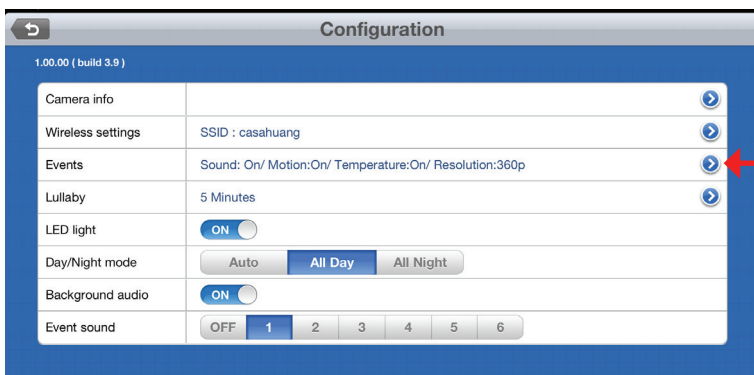 Configuration
1.00.00 ( build 3.9 )
Camera info
Wireless settings SSID : casahuang
Events Sound: On/ Motion:On/ Temperature:On/ Resolution:360p
Lullaby 5 Minutes
LED light ON
Day/Night mode Auto All Day All Night
Background audio ON
Event sound OFF 1 2 3 4 5 6